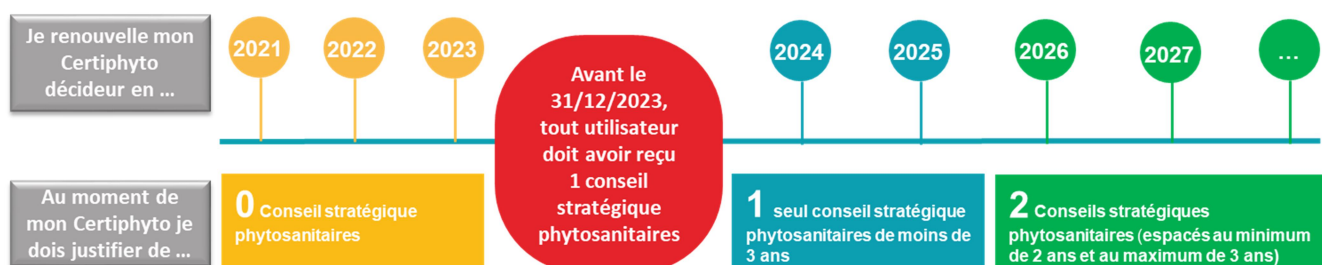 Je renouvelle mon
Certiphyto
décideur en ...
2021
2022
2023
Avant le
31/12/2023,
tout utilisateur
doit avoir reçu
1 conseil
stratégique
phytosanitaires
2024
2025
2026
2027
...
Au moment de
mon Certiphyto je
dois justifier de ...
0 Conseil stratégique
phytosanitaires
1 seul conseil stratégique
phytosanitaires de moins de
3 ans
2 Conseils stratégiques
phytosanitaires (espacés au minimum
de 2 ans et au maximum de 3 ans)